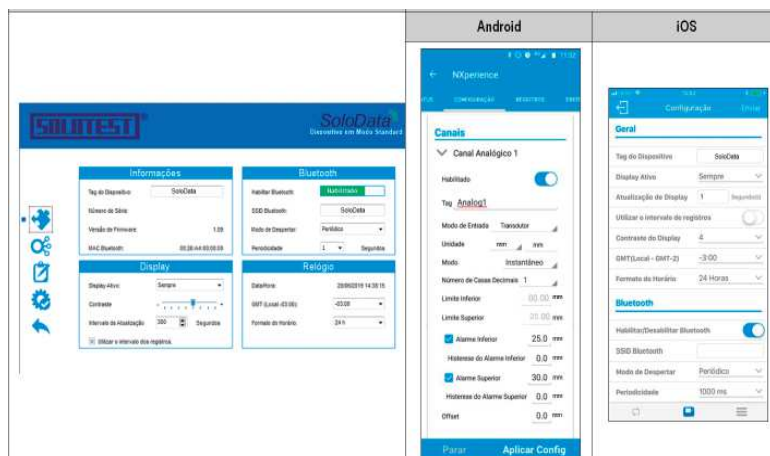 Android
iOS
SOLOTEST®
SoloData
Dispositivo em Modo Standard
Informações
Tag do Dispositivo:
SoloData
Número de Série:
Versão de Firmware:
MAC Bluetooth:
Bluetooth
Habilitar Bluetooth:
Habilitado
SSID Bluetooth:
SoloData
Modo de Despertar:
Periódico
Periodicidade:
1
Segundos
Display
Display Ativo:
Sempre
Contraste
Intervalo de Atualização
Segundos
Utilizar o intervalo dos registros.
Relógio
Data/Hora:
GMT (Local -03:00):
-03:00
Formato do Horário:
24 h
NXperience
CONFIGURAÇÃO
Canais
Canal Analógico 1
Habilitado
Tag Analog1
Modo de Entrada Transdutor
Unidade mm mm
Modo Instantâneo
Número de Casas Decimais 1
Limite Inferior 00.00 mm
Limite Superior mm
Alarme Inferior 25.0 mm
Histerese do Alarme Inferior 0.0 mm
Alarme Superior 30.0 mm
Histerese do Alarme Superior 0.0 mm
Offset 0.0 mm
Parar Aplicar Config
Configuração Enviar
Geral
Tag do Dispositivo SoloData
Display Ativo Sempre
Atualização do Display 1 Segundo(s)
Utilizar o intervalo de registros
Contraste do Display 4
GMT(Local - GMT-2) -3:00
Formato do Horário 24 Horas
Bluetooth
Habilitar/Desabilitar Bluetooth
SSID Bluetooth
Modo de Despertar Periódico
Periodicidade 1000 ms